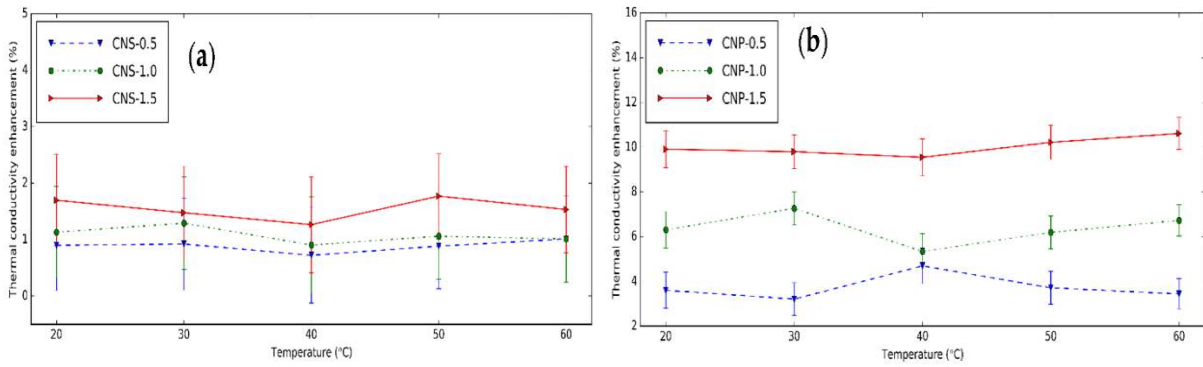 5
4
3
2
1
0
Thermal conductivity enhancement (%)
CNS-0.5
CNS-1.0
CNS-1.5
(a)
20 30 40 50 60
Temperature (°C)
16
14
12
10
8
6
4
2
Thermal conductivity enhancement (%)
CNP-0.5
CNP-1.0
CNP-1.5
(b)
20 30 40 50 60
Temperature (°C)